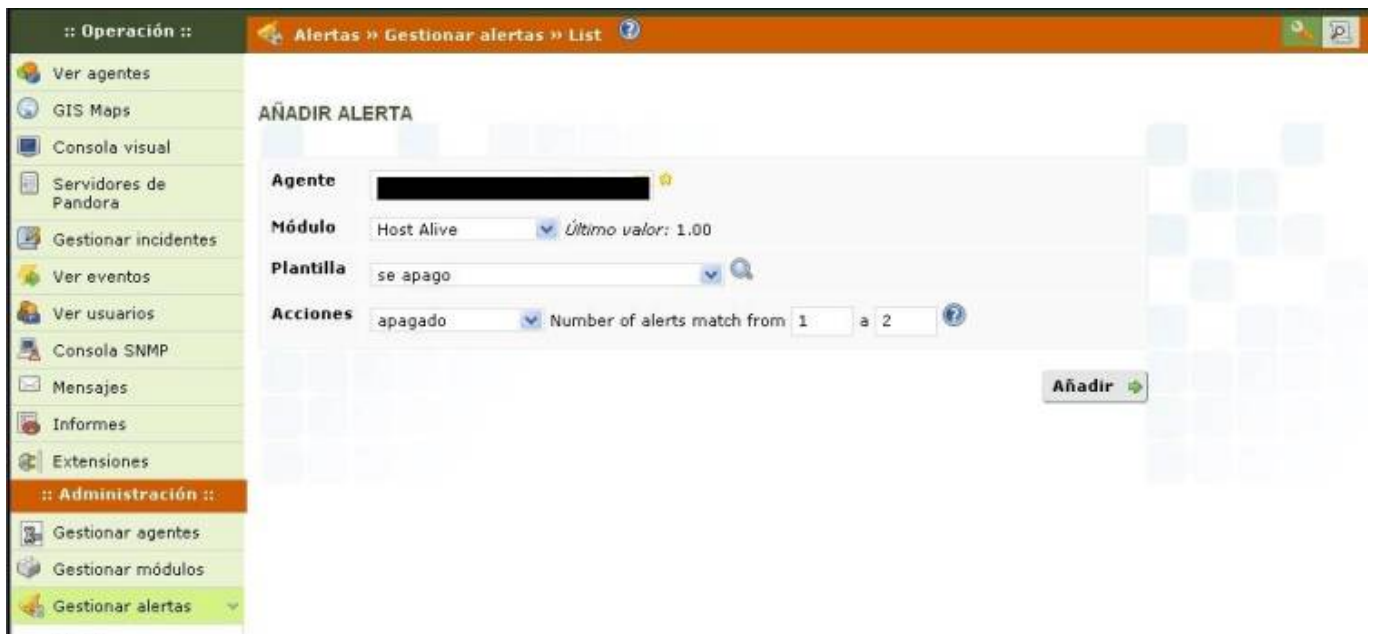 :: Operación ::
Alertas » Gestionar alertas » List
Ver agentes
GIS Maps
Consola visual
Servidores de
Pandora
Gestionar incidentes
Ver eventos
Ver usuarios
Consola SNMP
Mensajes
Informes
Extensiones
:: Administración ::
Gestionar agentes
Gestionar módulos
Gestionar alertas
AÑADIR ALERTA
Agente
Módulo Host Alive Último valor: 1.00
Plantilla se apago
Acciones apagado Number of alerts match from 1 a 2
Añadir